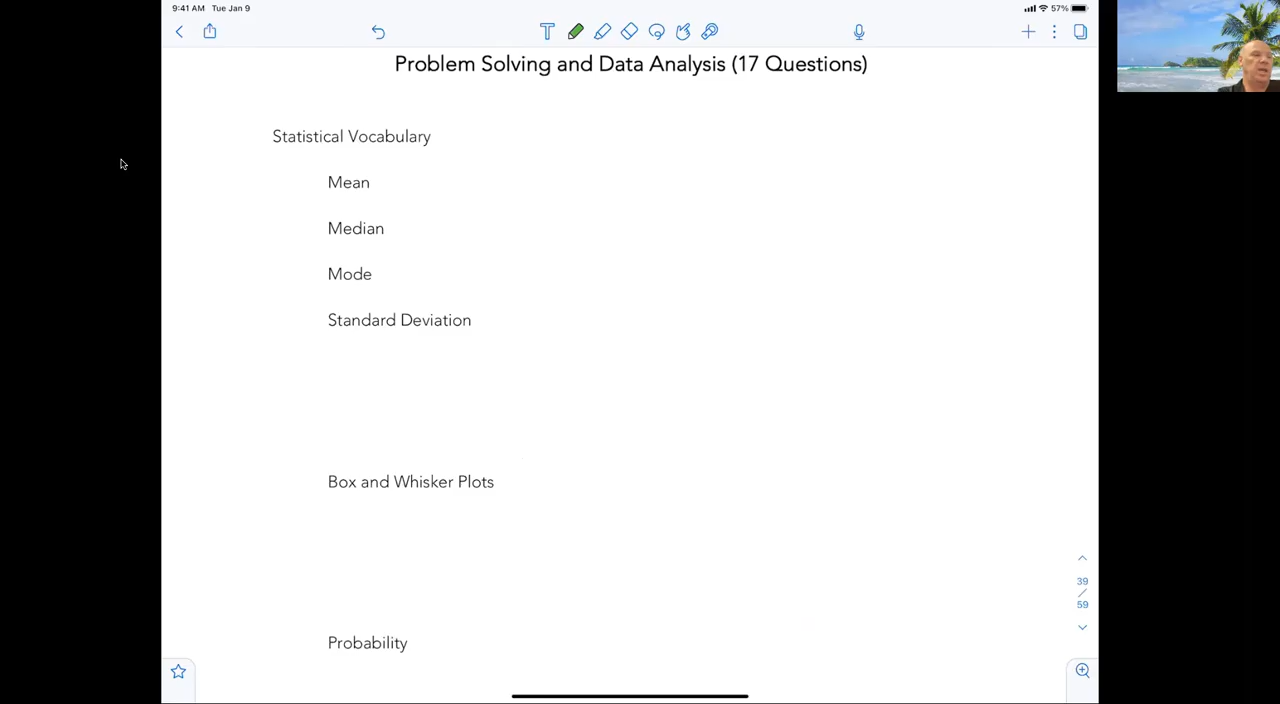 9:41 AM Tue Jan 9
57%
T
Problem Solving and Data Analysis (17 Questions)
Statistical Vocabulary
Mean
Median
Mode
Standard Deviation
Box and Whisker Plots
39
/
59
Probability